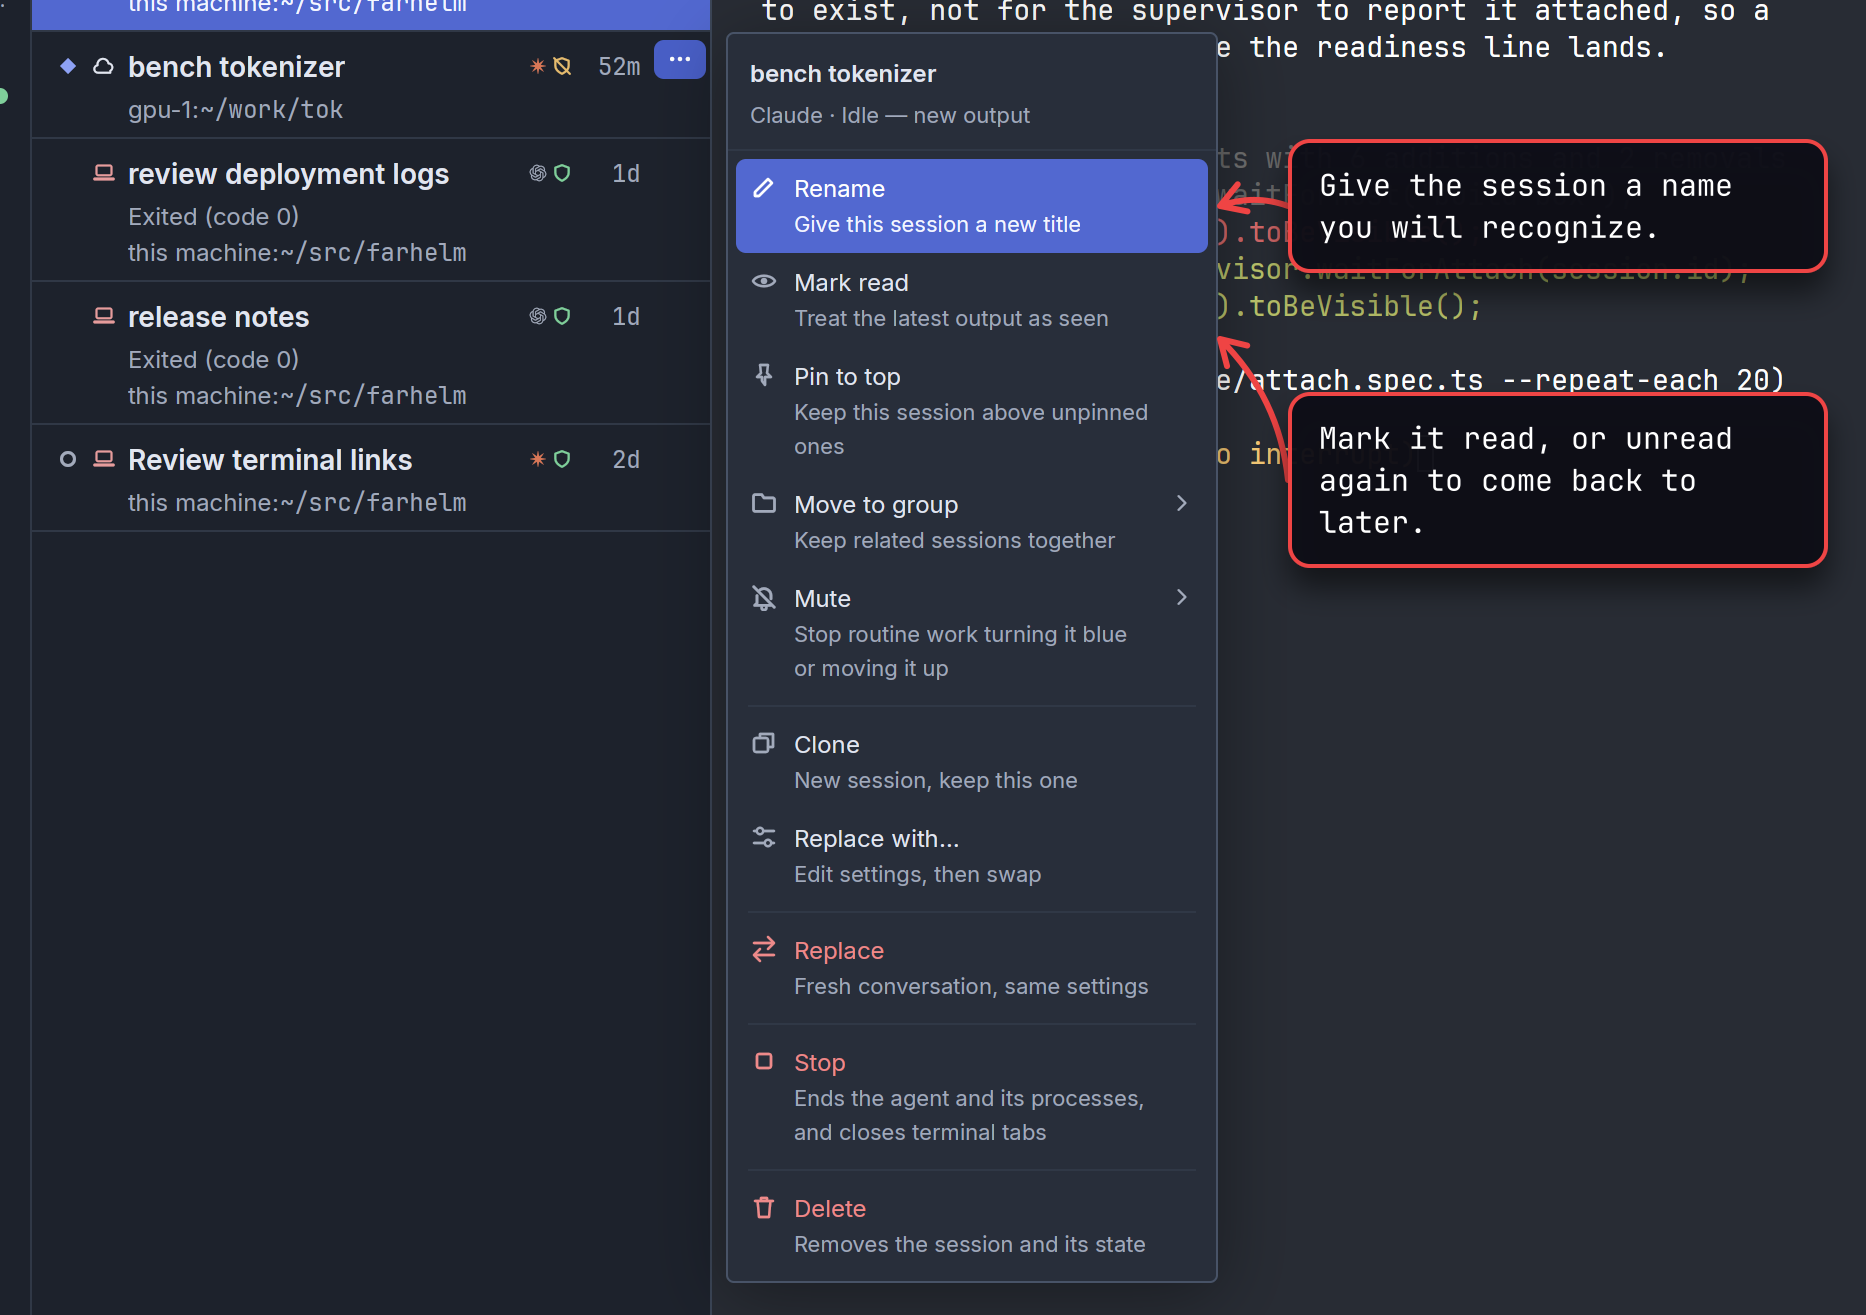 this machine:~/src/farhelm
bench tokenizer
52m
gpu-1:~/work/tok
review deployment logs
1d
Exited (code 0)
this machine:~/src/farhelm
release notes
1d
Exited (code 0)
this machine:~/src/farhelm
Review terminal links
2d
this machine:~/src/farhelm
to exist, not for the supervisor to report it attached, so a
e the readiness line lands.
bench tokenizer
Claude · Idle — new output
Rename
Give this session a new title
Mark read
Treat the latest output as seen
Pin to top
Keep this session above unpinned
ones
Move to group
Keep related sessions together
Mute
Stop routine work turning it blue
or moving it up
Clone
New session, keep this one
Replace with...
Edit settings, then swap
Replace
Fresh conversation, same settings
Stop
Ends the agent and its processes,
and closes terminal tabs
Delete
Removes the session and its state
ts wi
).toB
visor.waitForAttach(session.id);
).toBeVisible();
e/attach.spec.ts --repeat-each 20)
o interrupt)
Give the session a name
you will recognize.
Mark it read, or unread
again to come back to
later.